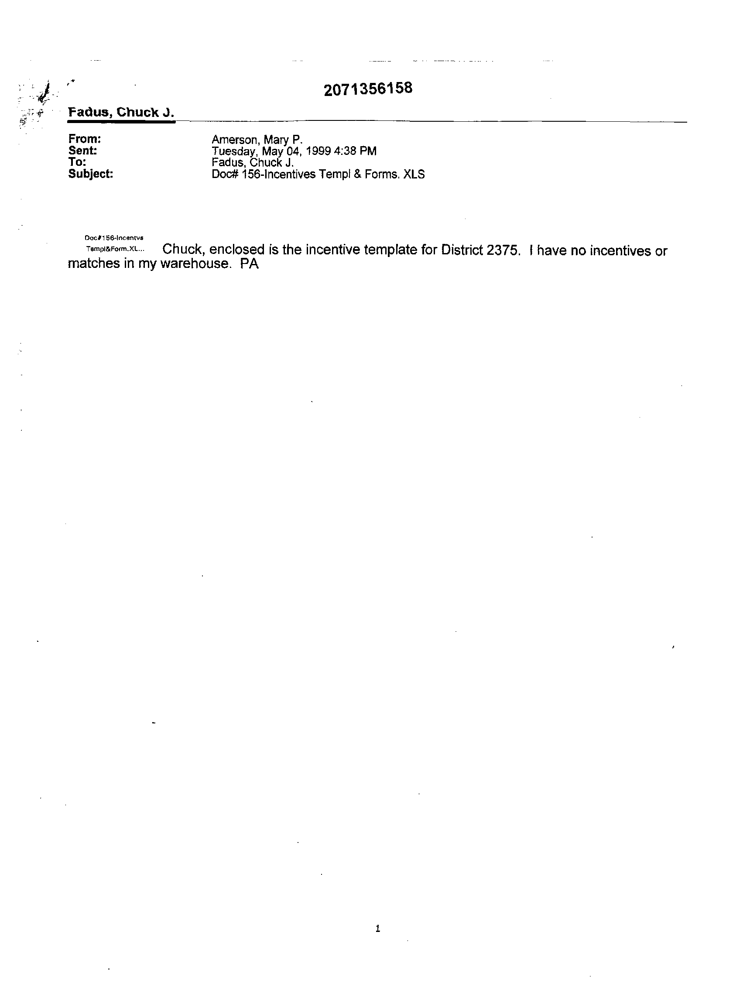 2071356158
Fadus, Chuck J.
From: Amerson, Mary P.
Sent: Tuesday, May 04, 1999 4:38 PM
To: Fadus, Chuck J.
Subject: Doc# 156-Incentives Templ & Forms. XLS
Doc#156-Incentvs
Templ&Form.XL... Chuck, enclosed is the incentive template for District 2375. I have no incentives or
matches in my warehouse. PA
1